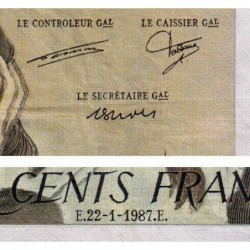 LE CONTROLEUR GAL LE CAISSIER GAL
LE SECRÉTAIRE GAL
CENTS FRAN
E.22-1-1987.E.